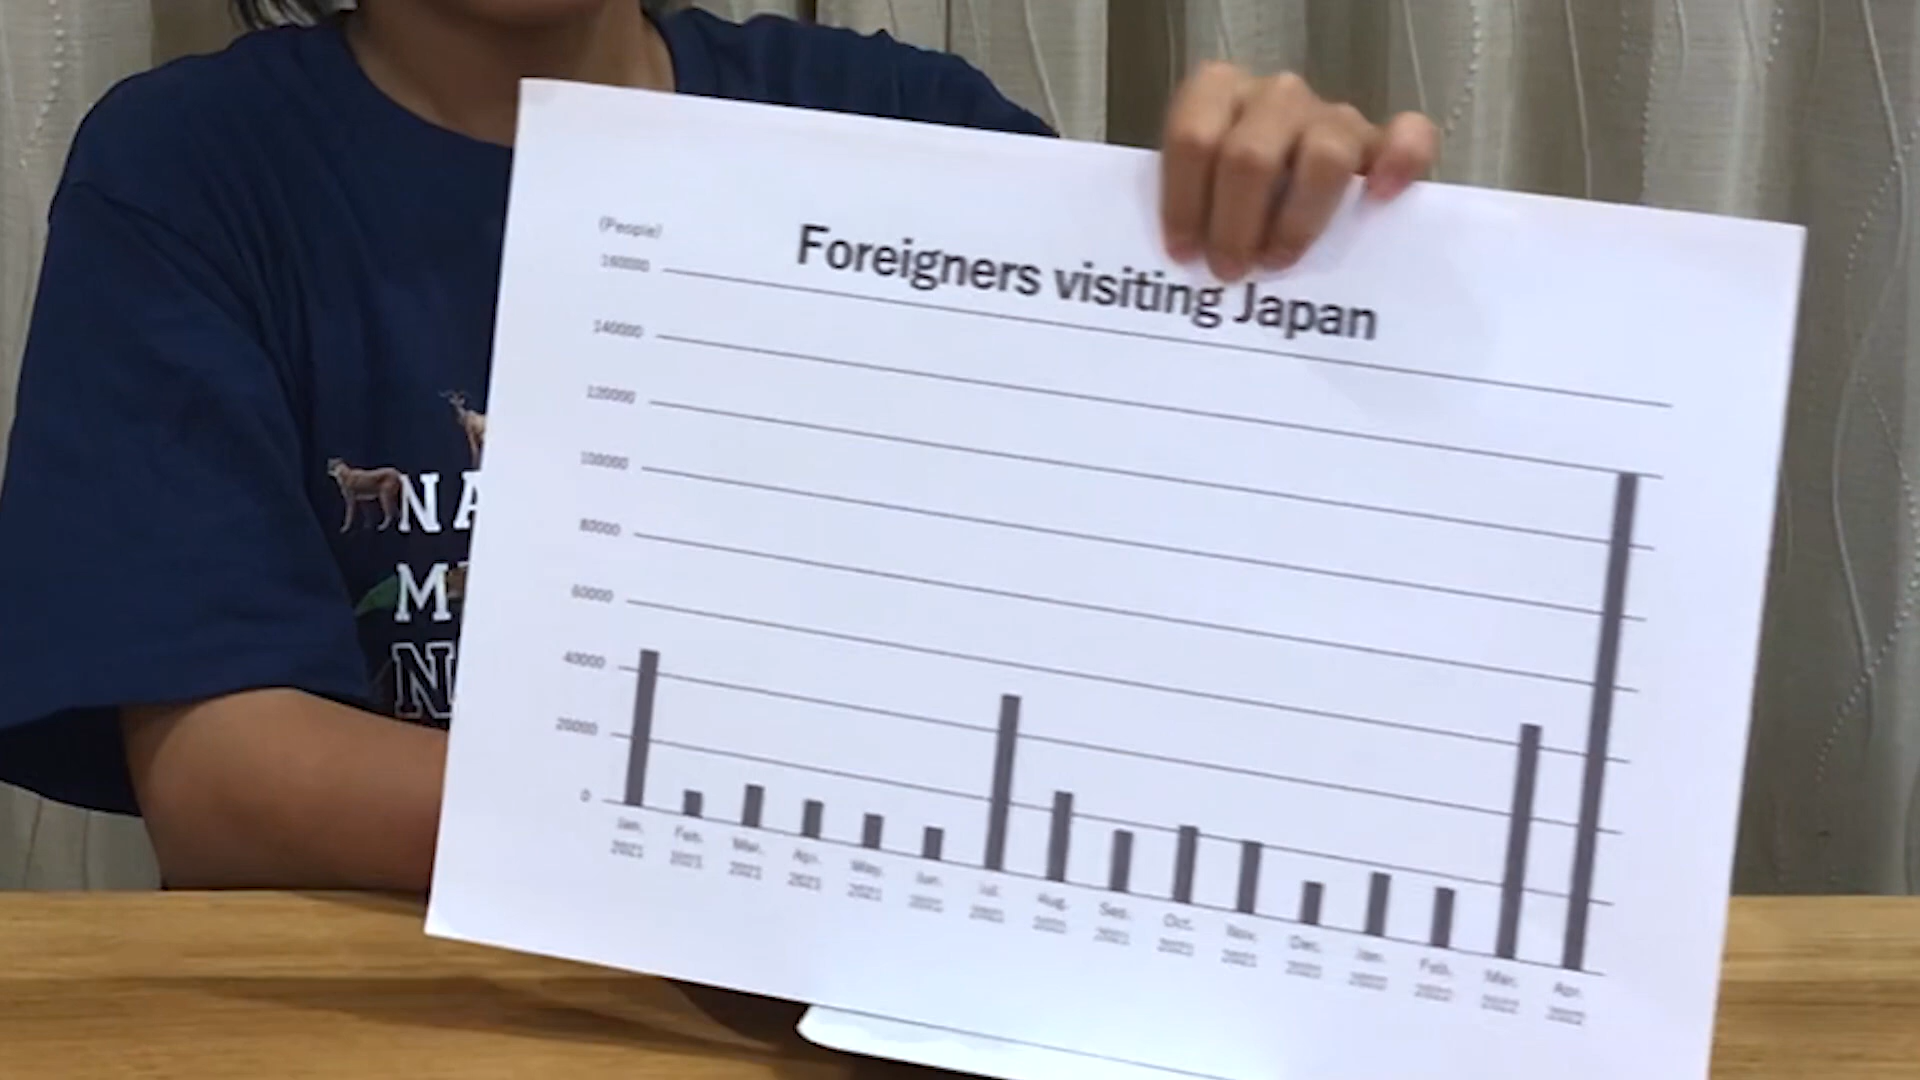 (People)
Foreigners visiting Japan
160000
140000
120000
100000
80000
60000
40000
20000
0
Jan. Feb. Mar. Apr. May. Jun. Jul. Aug. Sep. Oct. Nov. Dec. Jan. Feb. Mar. Apr.
2021 2021 2021 2021 2021 2021 2021 2021 2021 2021 2021 2021 2022 2022 2022 2022
NA
M
N